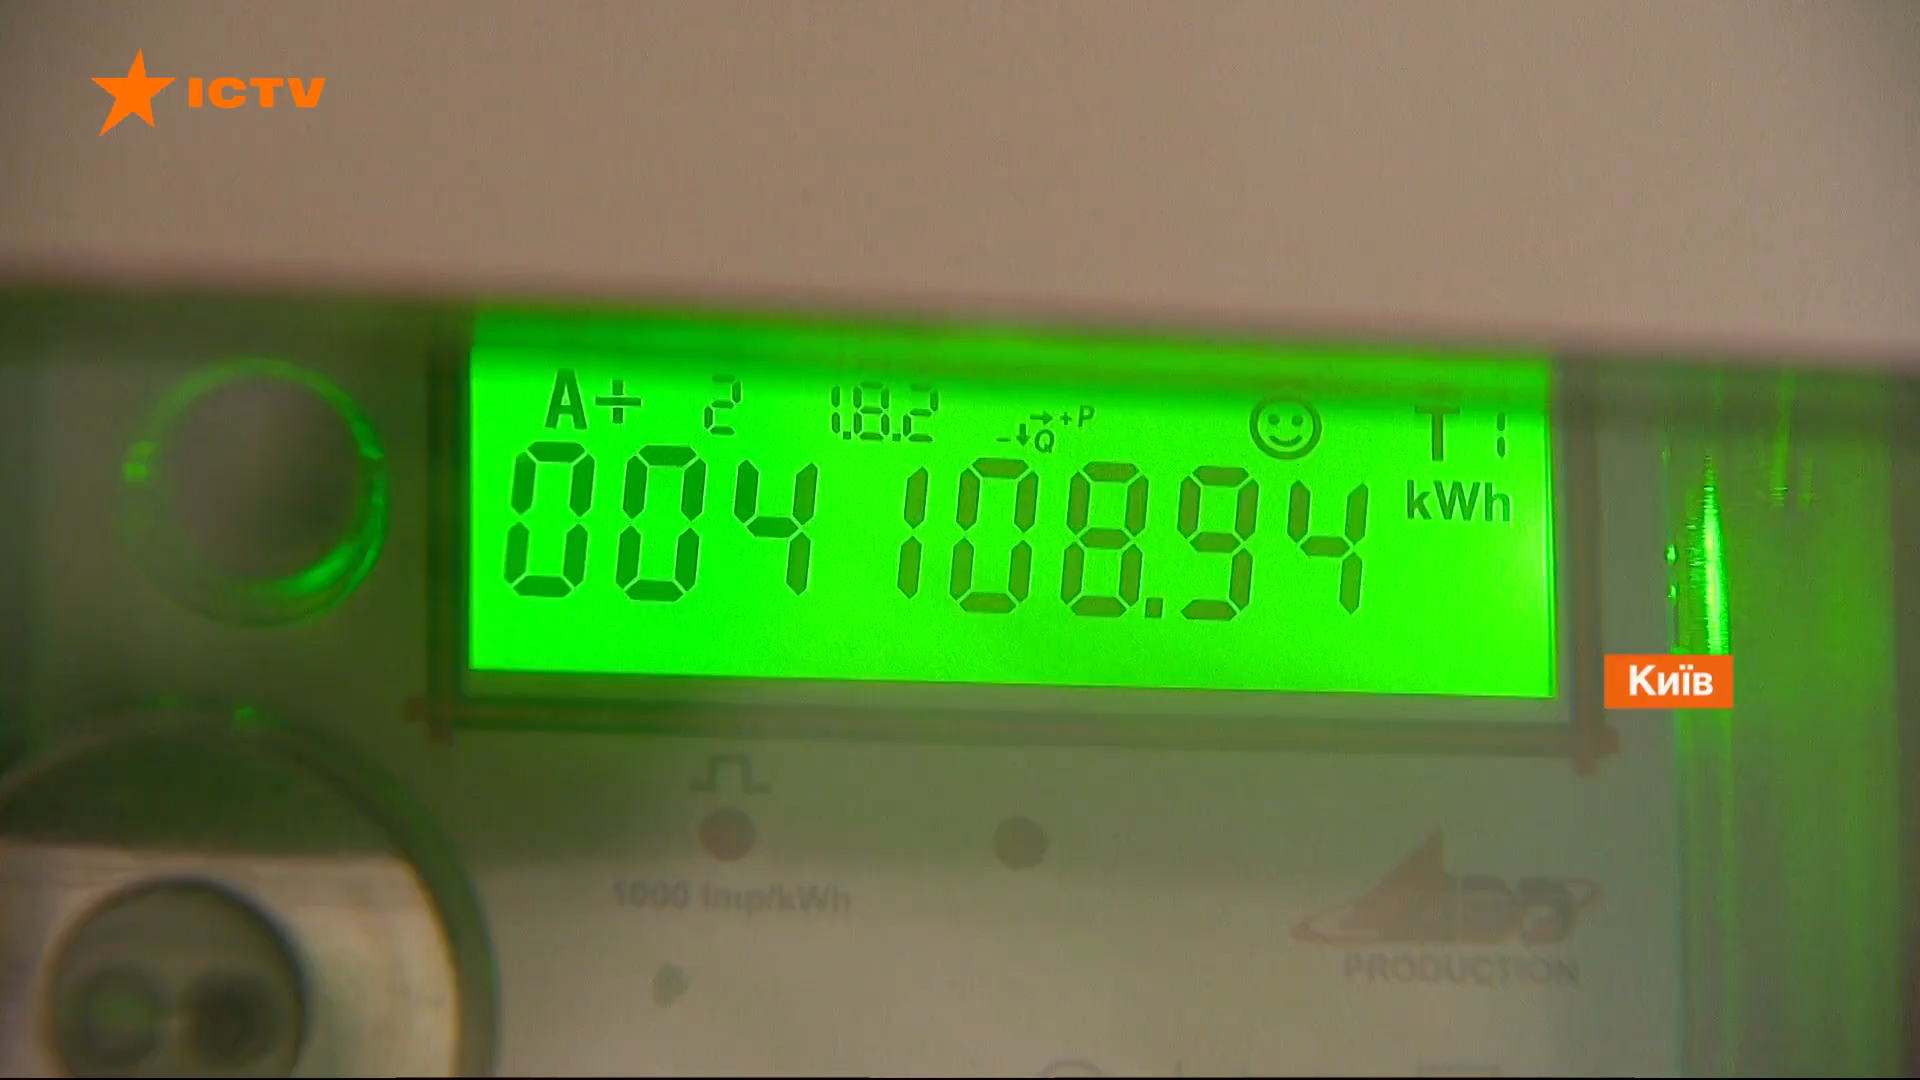 ICTV
A+ 2 1.8.2 -Q +P T1
004108.94 kWh
Київ
1000 imp/kWh
PRODUCTION